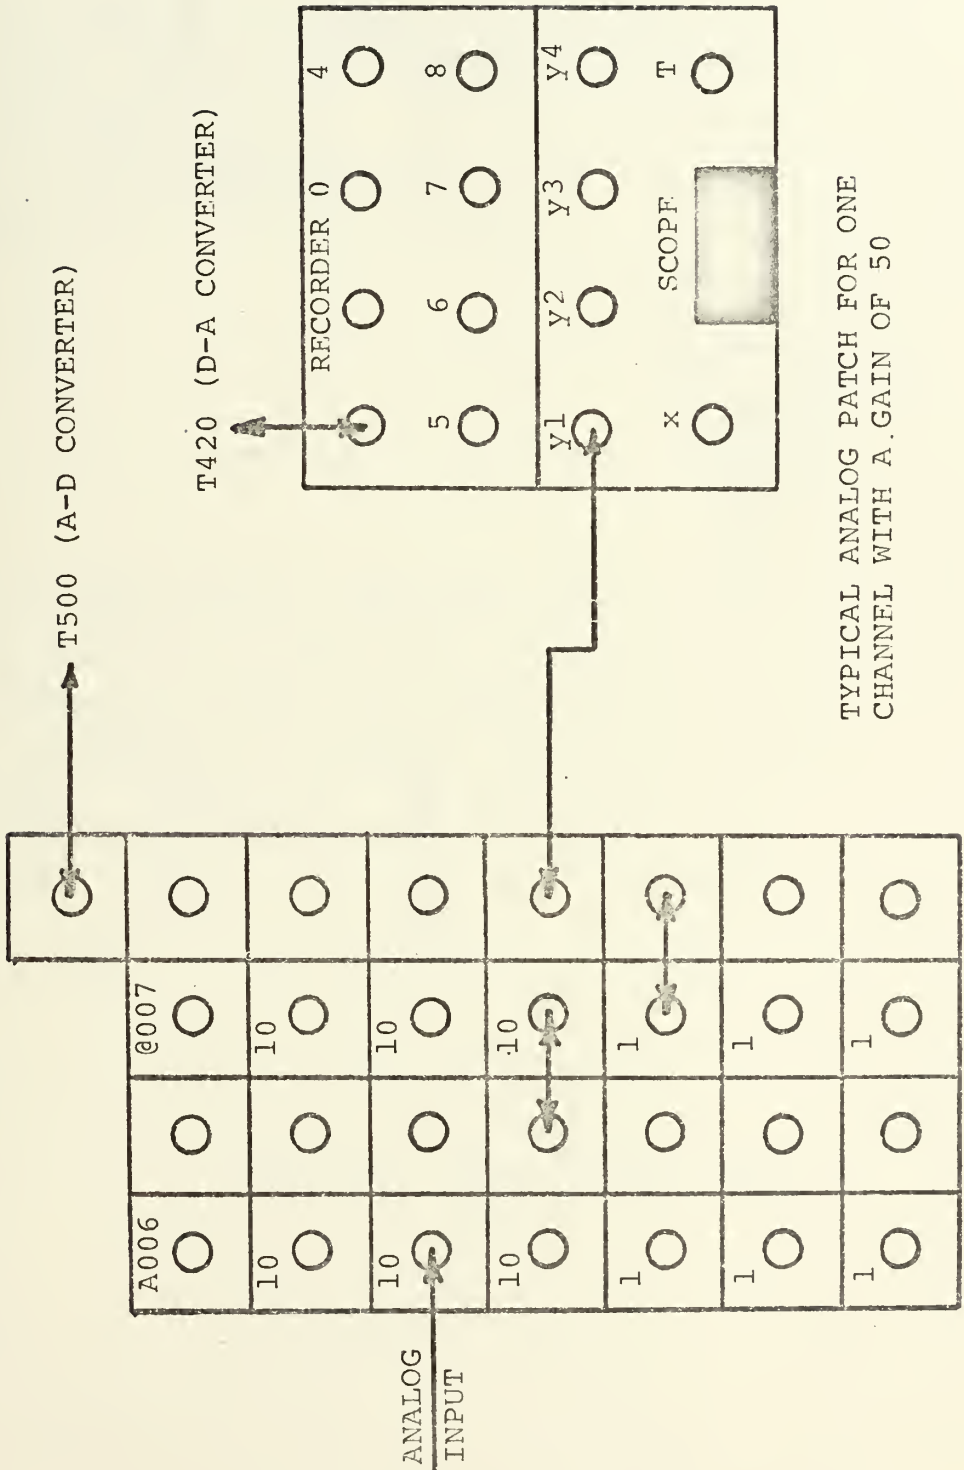 ANALOG
INPUT
A006
10
10
10
1
1
1
@007
10
10
10
1
1
1
T500 (A-D CONVERTER)
T420 (D-A CONVERTER)
RECORDER 0
4
5
6
7
8
y1
y2
y3
y4
x
SCOPE
T
TYPICAL ANALOG PATCH FOR ONE
CHANNEL WITH A.GAIN OF 50